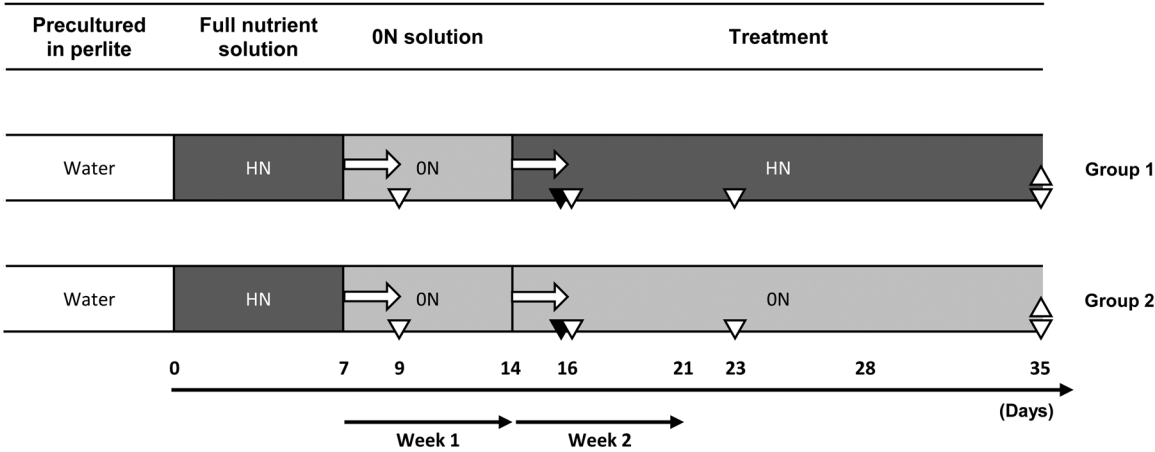 Precultured
in perlite
Full nutrient
solution
0N solution
Treatment
Water
HN
0N
HN
Group 1
Water
HN
0N
0N
Group 2
0 7 9 14 16 21 23 28 35
(Days)
Week 1
Week 2